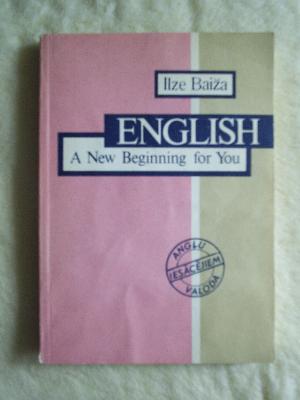 Ilze Baiža
ENGLISH
A New Beginning for You
ANGĻU
IESĀCĒJIEM
VALODA